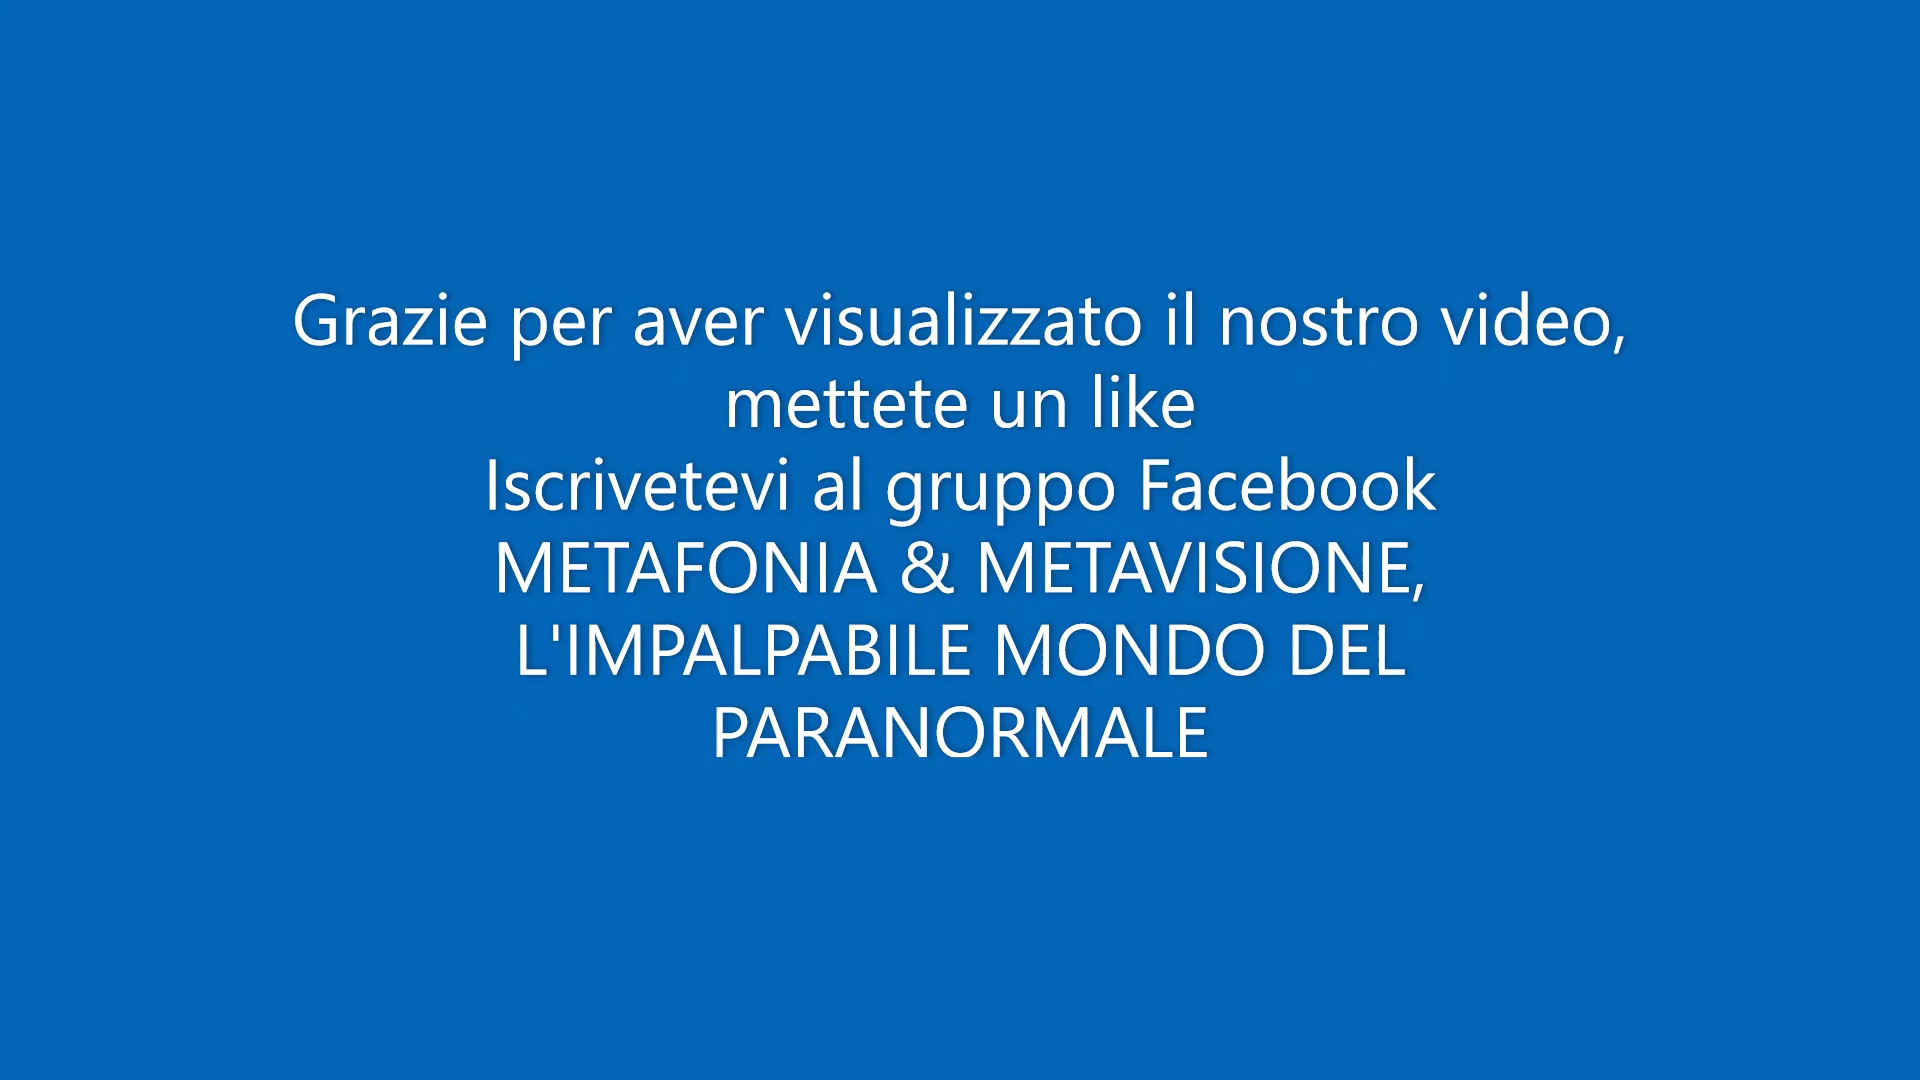 Grazie per aver visualizzato il nostro video,
mettete un like
Iscrivetevi al gruppo Facebook
METAFONIA & METAVISIONE,
L'IMPALPABILE MONDO DEL
PARANORMALE